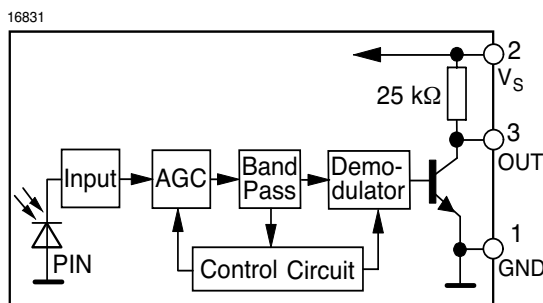 16831
2
VS
25 kΩ
3
OUT
Input
AGC
Band
Pass
Demo-
dulator
PIN
Control Circuit
1
GND